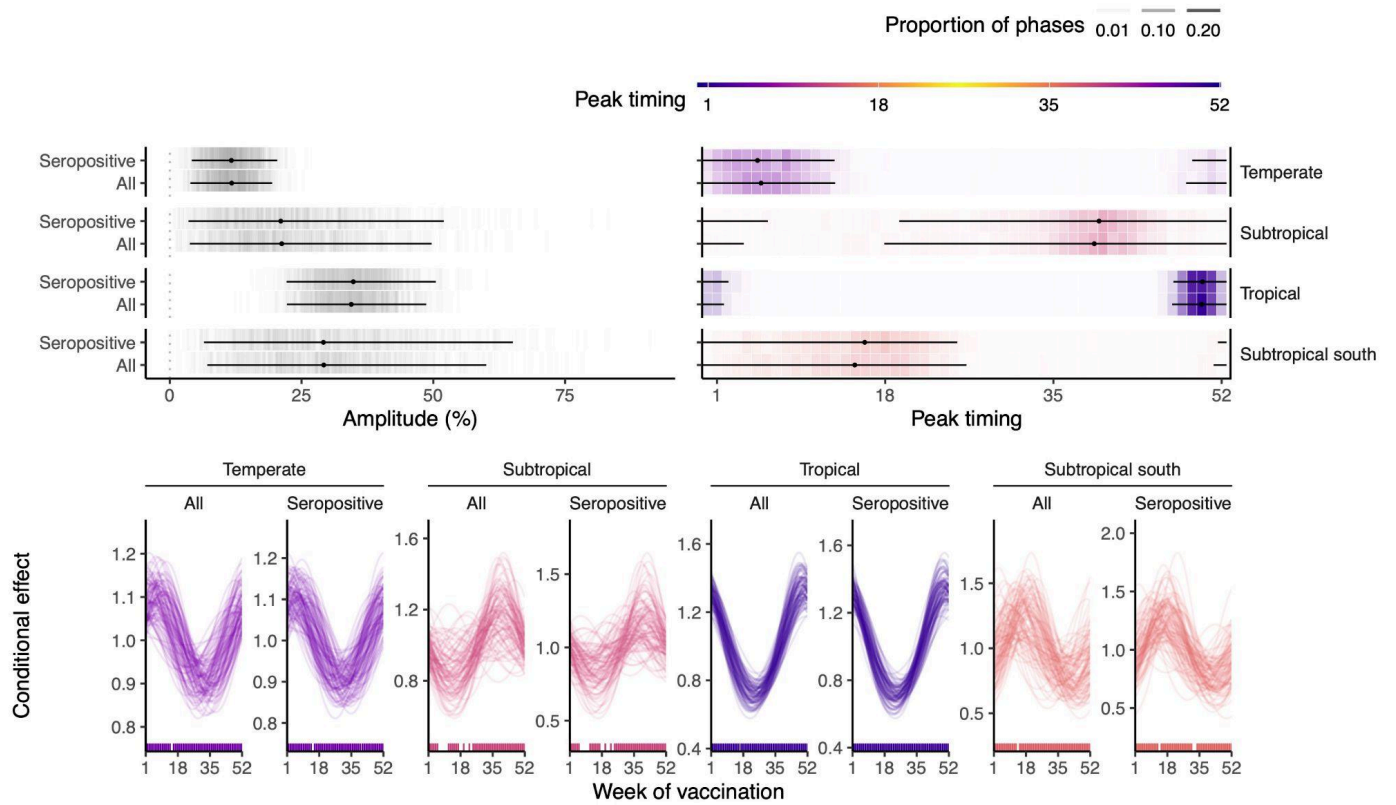 Proportion of phases 0.01 0.10 0.20
Peak timing 1 18 35 52
Seropositive
All
Temperate
Seropositive
All
Subtropical
Seropositive
All
Tropical
Seropositive
All
Subtropical south
0 25 50 75
Amplitude (%)
1 18 35 52
Peak timing
Temperate Subtropical Tropical Subtropical south
All Seropositive All Seropositive All Seropositive All Seropositive
Conditional effect
1.2
1.1
1.0
0.9
0.8
1.2
1.1
1.0
0.9
0.8
1.6
1.2
0.8
1.5
1.0
0.5
1.6
1.2
0.8
0.4
1.6
1.2
0.8
0.4
1.5
1.0
0.5
2.0
1.5
1.0
0.5
1 18 35 52 1 18 35 52 1 18 35 52 1 18 35 52 1 18 35 52 1 18 35 52 1 18 35 52 1 18 35 52
Week of vaccination